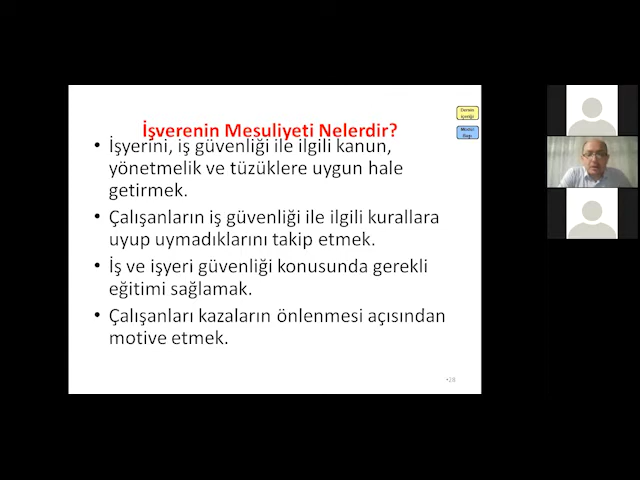 İşverenin Mesuliyeti Nelerdir?
• İşyerini, iş güvenliği ile ilgili kanun,
yönetmelik ve tüzüklere uygun hale
getirmek.
• Çalışanların iş güvenliği ile ilgili kurallara
uyup uymadıklarını takip etmek.
• İş ve işyeri güvenliği konusunda gerekli
eğitimi sağlamak.
• Çalışanları kazaların önlenmesi açısından
motive etmek.